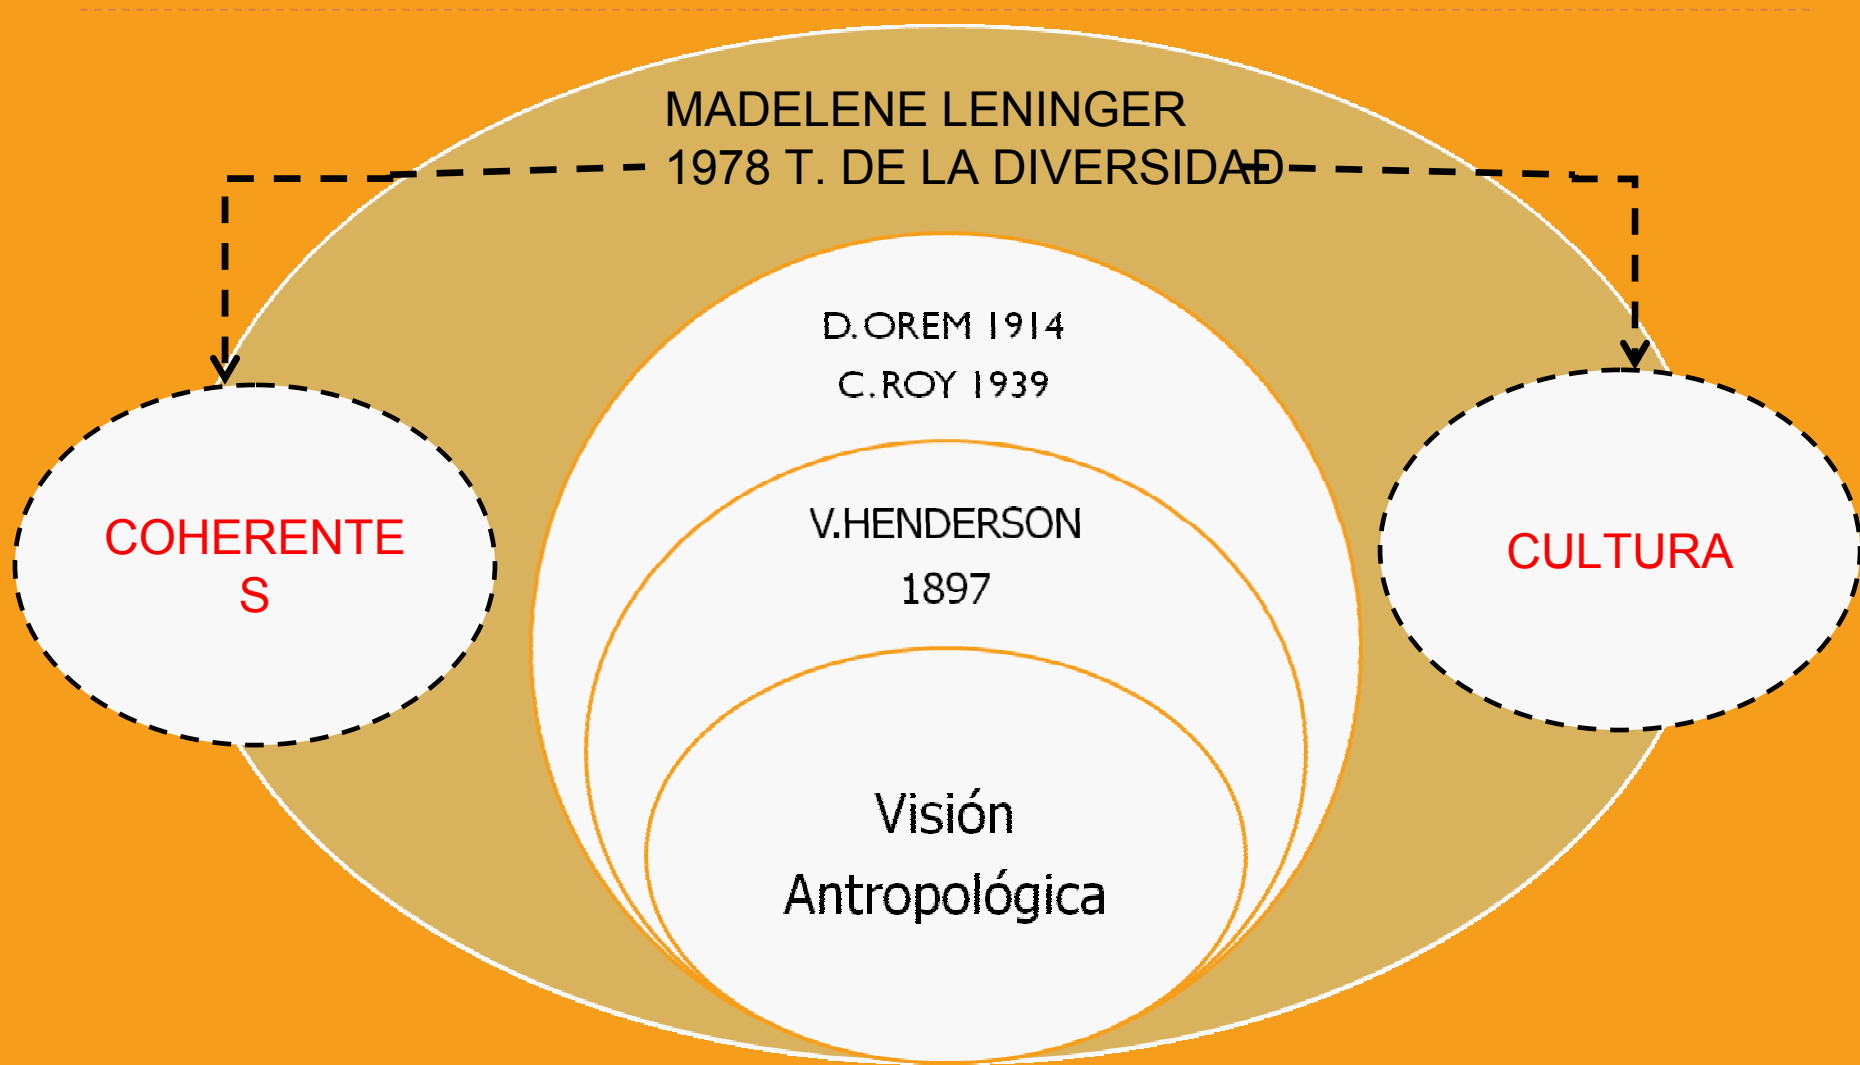 MADELENE LENINGER
1978 T. DE LA DIVERSIDAD
D.OREM 1914
C.ROY 1939
COHERENTE
S
V.HENDERSON
1897
CULTURA
Visión
Antropológica